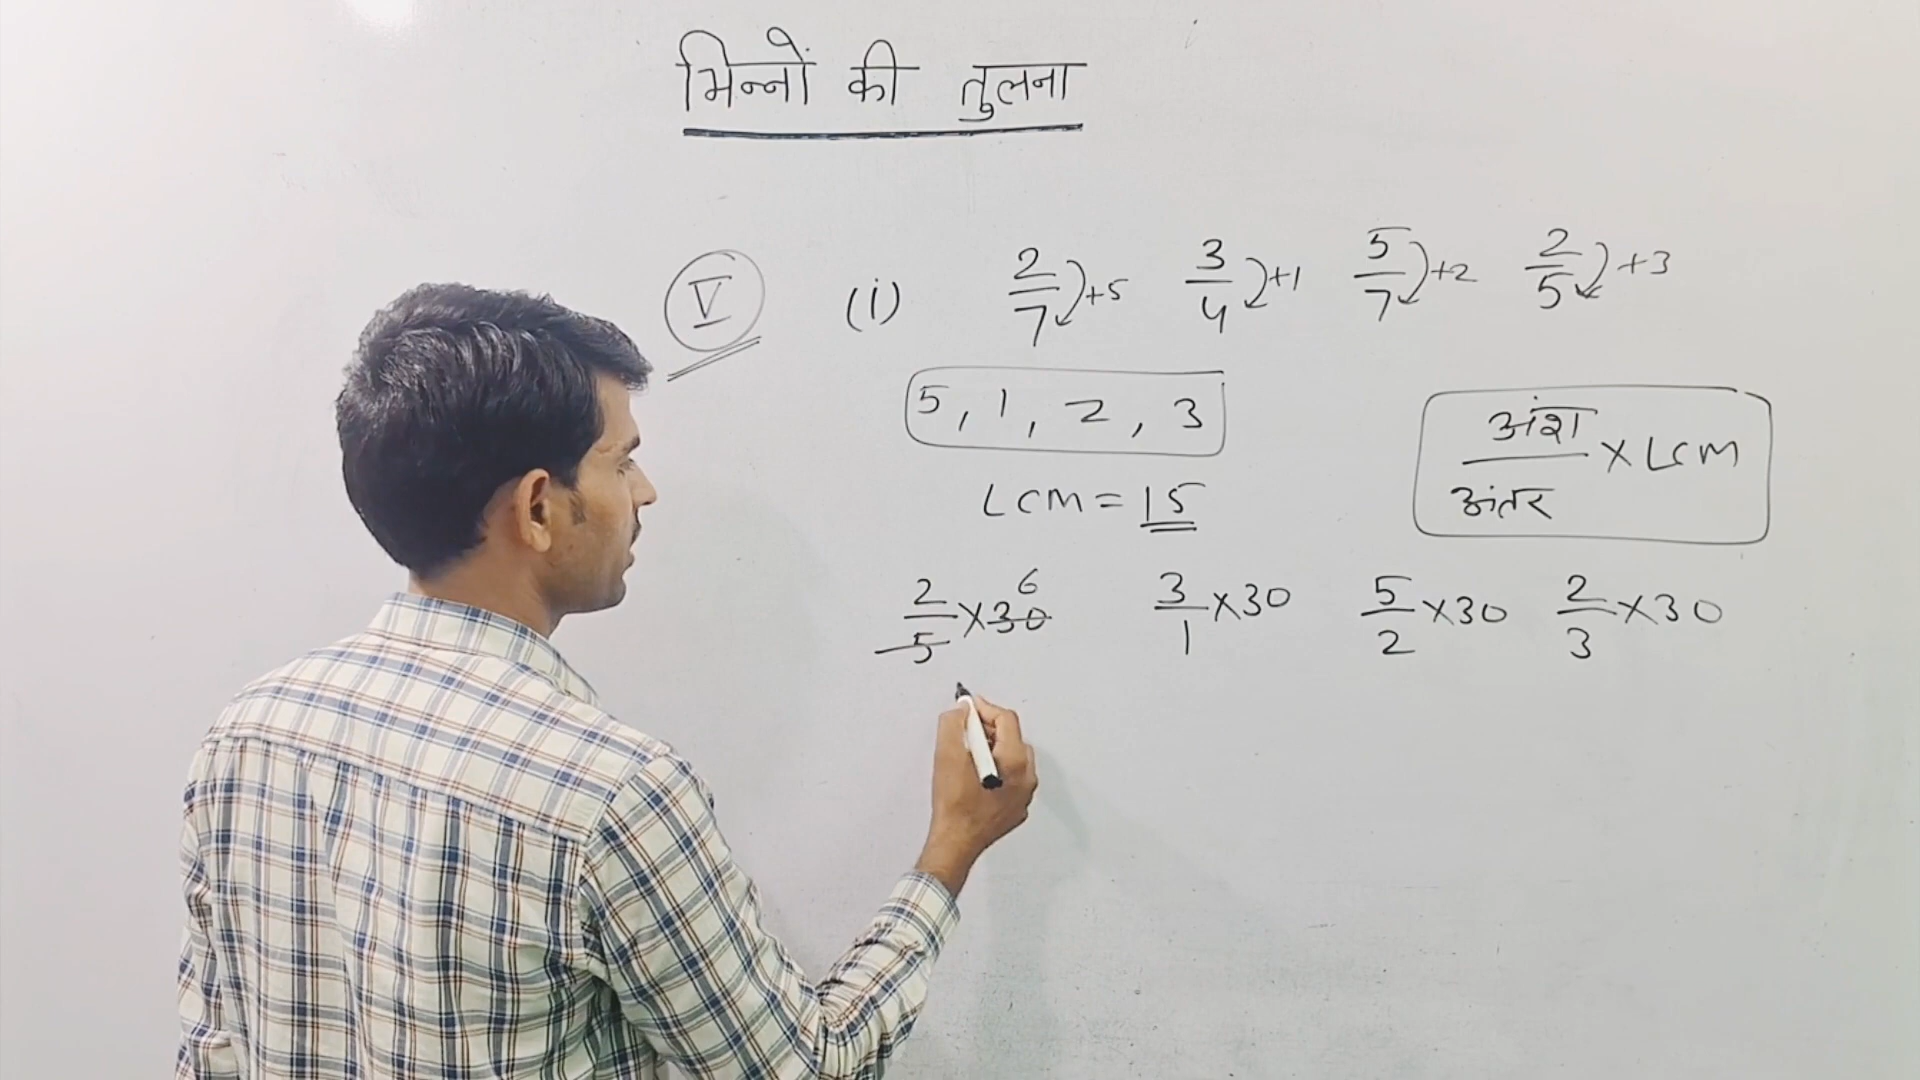 भिन्नों की तुलना
V (i) 2/7 +5 3/4 +1 5/7 +2 2/5 +3
5, 1, 2, 3
अंश/अंतर × LCM
LCM = 15
2/5 × 30 6 3/1 × 30 5/2 × 30 2/3 × 30